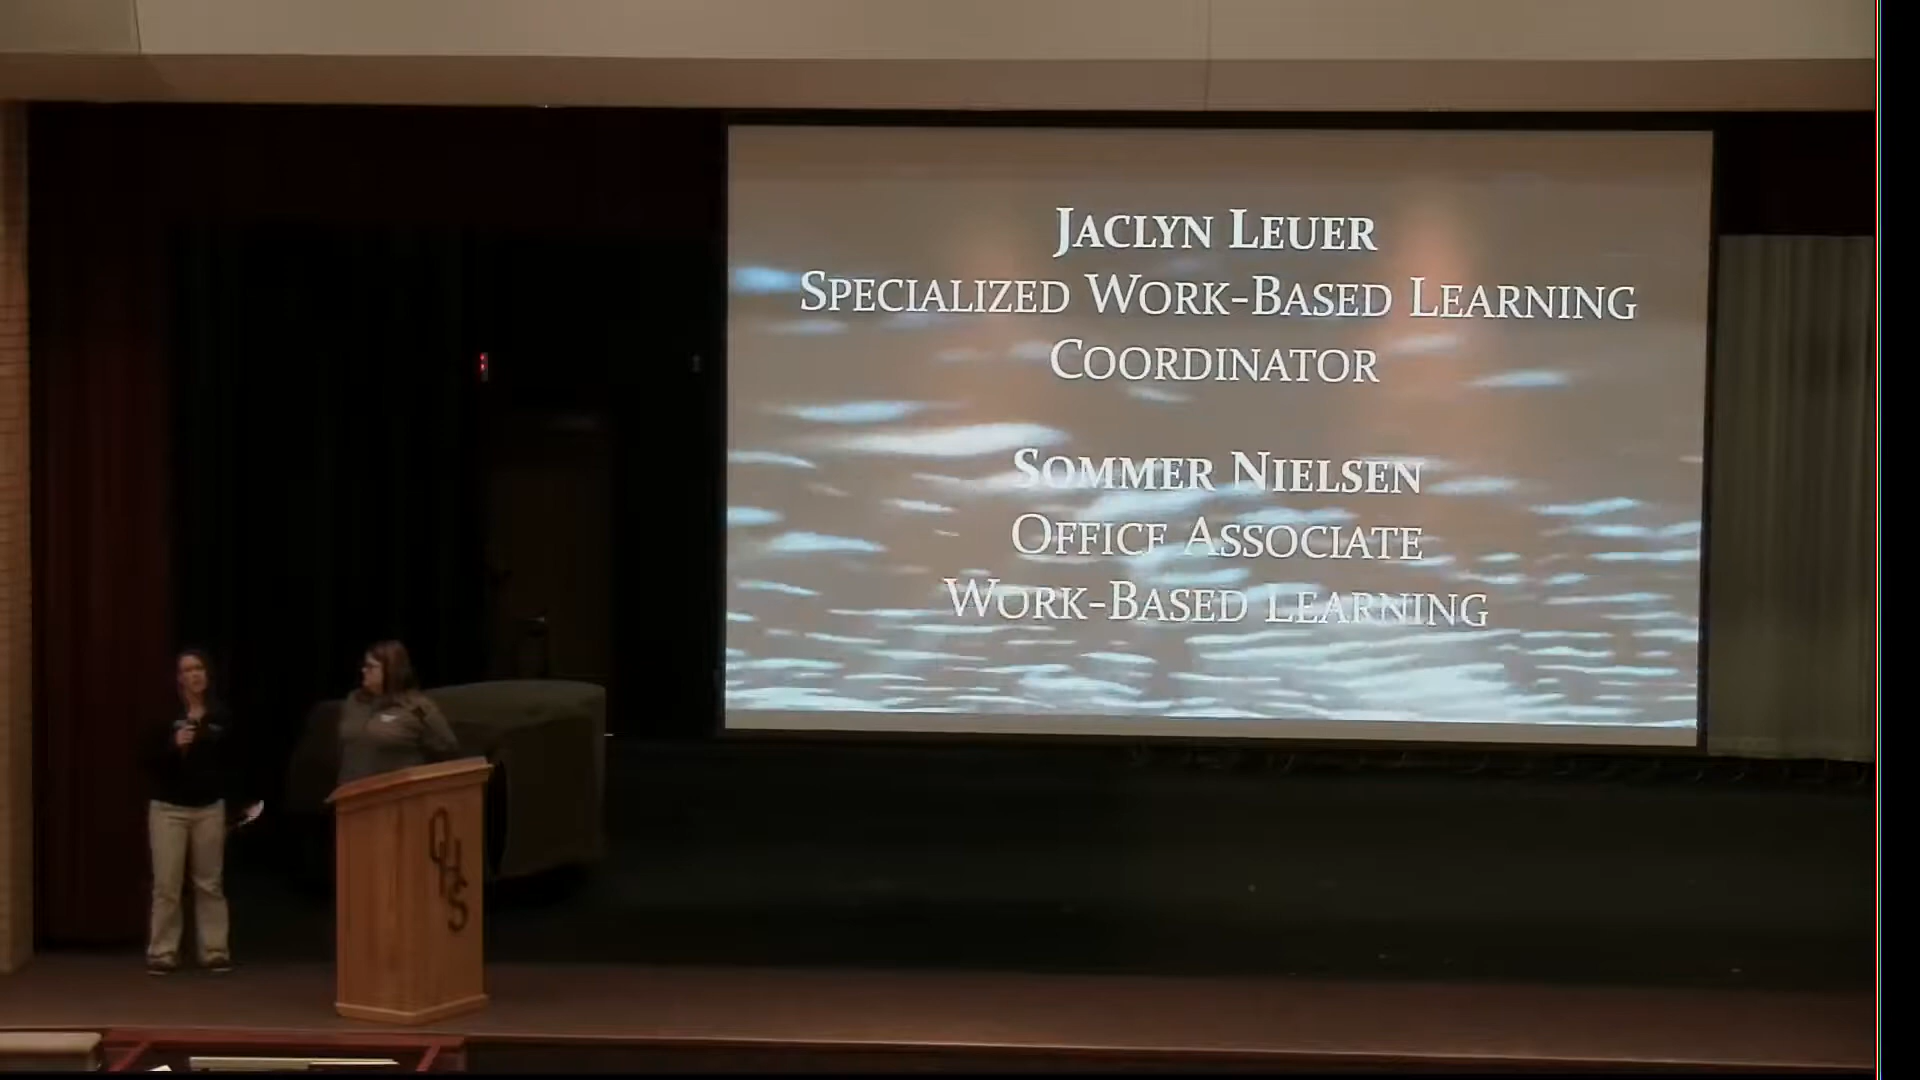 JACLYN LEUER
SPECIALIZED WORK-BASED LEARNING
COORDINATOR
SOMMER NIELSEN
OFFICE ASSOCIATE
WORK-BASED LEARNING
OHS